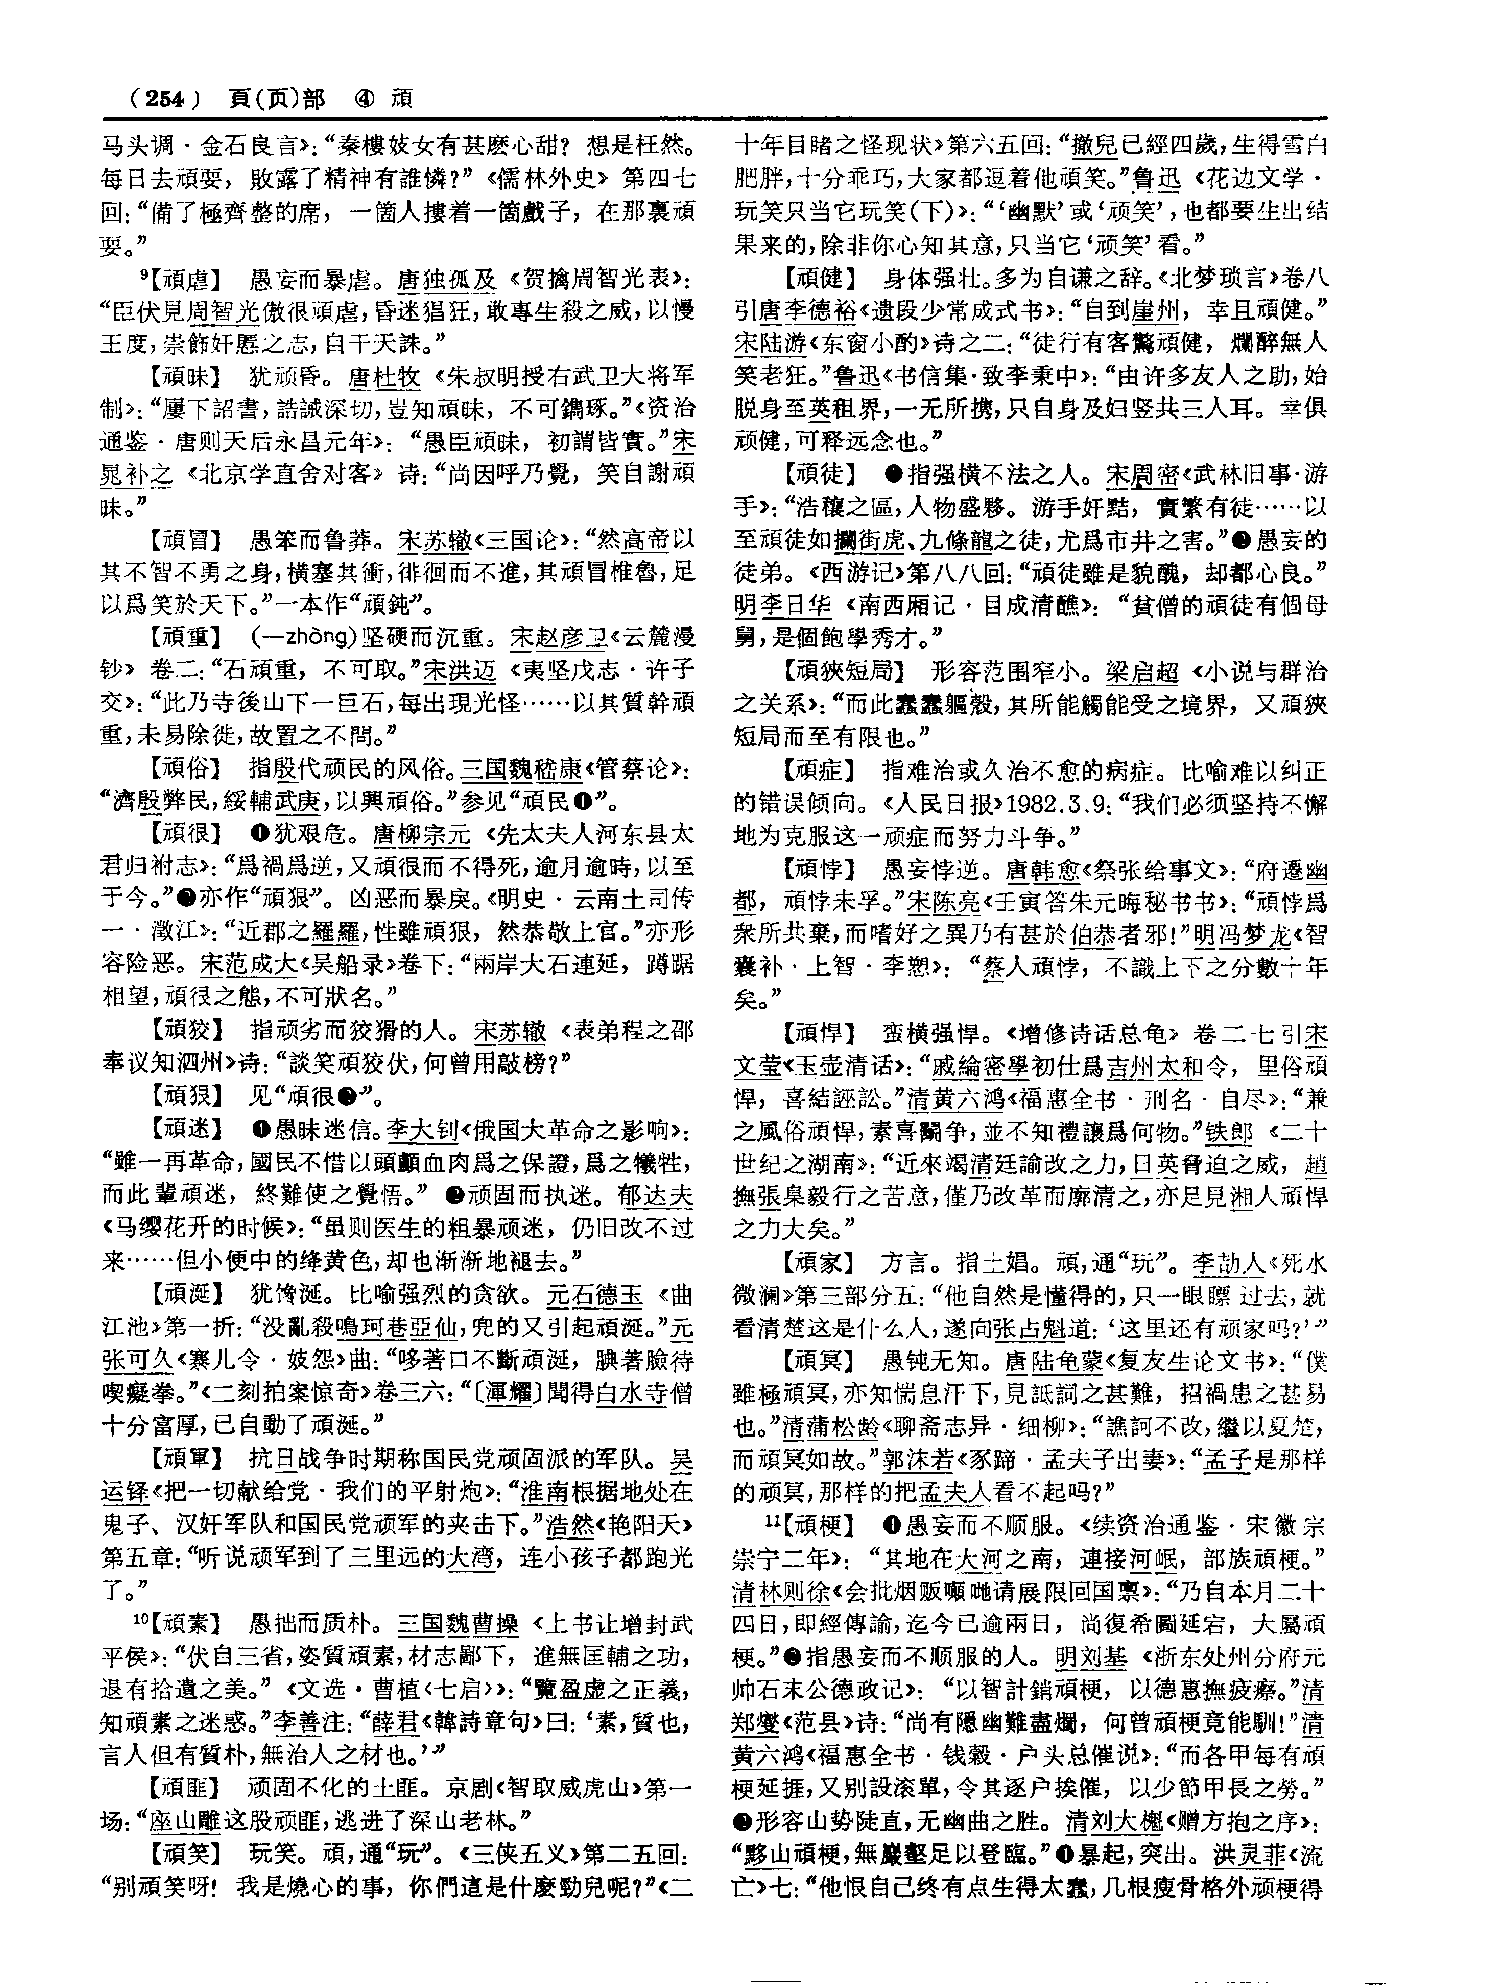 (254) 頁(页)部 ④ 頑
马头调·金石良言》：“秦樓妓女有甚麽心甜？想是枉然。
每日去頑耍，敗露了精神有誰憐？”《儒林外史》第四七
回：“備了極齊整的席，一箇人摟着一箇戲子，在那裏頑
耍。”
⁹【頑虐】 愚妄而暴虐。唐独孤及《贺擒周智光表》：
“臣伏見周智光傲很頑虐，昏迷猖狂，敢專生殺之威，以慢
王度，崇飾奸慝之志，自干天誅。”
【頑昧】 犹顽昏。唐杜牧《朱叔明授右武卫大将军
制》：“屢下詔書，誥誡深切，豈知頑昧，不可鐫琢。”《资治
通鉴·唐则天后永昌元年》：“愚臣頑昧，初謂皆實。”宋
晁补之《北京学直舍对客》诗：“尚因呼乃覺，笑自謝頑
昧。”
【頑冒】 愚笨而鲁莽。宋苏辙《三国论》：“然高帝以
其不智不勇之身，横塞其衝，徘徊而不進，其頑冒椎魯，足
以爲笑於天下。”一本作“頑鈍”。
【頑重】 （—zhòng）坚硬而沉重。宋赵彦卫《云麓漫
钞》卷二：“石頑重，不可取。”宋洪迈《夷坚戊志·许子
交》：“此乃寺後山下一巨石，每出現光怪……以其質幹頑
重，未易除徙，故置之不問。”
【頑俗】 指殷代顽民的风俗。三国魏嵇康《管蔡论》：
“濟殷弊民，綏輔武庚，以興頑俗。”参见“頑民❶”。
【頑很】 ❶犹艰危。唐柳宗元《先太夫人河东县太
君归祔志》：“爲禍爲逆，又頑很而不得死，逾月逾時，以至
于今。”❷亦作“頑狠”。凶恶而暴戾。《明史·云南土司传
一·澂江》：“近郡之羅羅，性雖頑狠，然恭敬上官。”亦形
容险恶。宋范成大《吴船录》卷下：“兩岸大石連延，蹲踞
相望，頑很之態，不可狀名。”
【頑狡】 指顽劣而狡猾的人。宋苏辙《表弟程之邵
奉议知泗州》诗：“談笑頑狡伏，何曾用敲榜？”
【頑狠】 见“頑很❷”。
【頑迷】 ❶愚昧迷信。李大钊《俄国大革命之影响》：
“雖一再革命，國民不惜以頭顱血肉爲之保證，爲之犧牲，
而此輩頑迷，終難使之覺悟。” ❷顽固而执迷。郁达夫
《马缨花开的时候》：“虽则医生的粗暴顽迷，仍旧改不过
来……但小便中的绛黄色，却也渐渐地褪去。”
【頑涎】 犹馋涎。比喻强烈的贪欲。元石德玉《曲
江池》第一折：“没亂殺鳴珂巷亞仙，兜的又引起頑涎。”元
张可久《寨儿令·妓怨》曲：“哆著口不斷頑涎，腆著臉待
喫癡拳。”《二刻拍案惊奇》卷三六：“〔渾耀〕聞得白水寺僧
十分富厚，已自動了頑涎。”
【頑軍】 抗日战争时期称国民党顽固派的军队。吴
运铎《把一切献给党·我们的平射炮》：“淮南根据地处在
鬼子、汉奸军队和国民党顽军的夹击下。”浩然《艳阳天》
第五章：“听说顽军到了三里远的大湾，连小孩子都跑光
了。”
¹⁰【頑素】 愚拙而质朴。三国魏曹操《上书让增封武
平侯》：“伏自三省，姿質頑素，材志鄙下，進無匡輔之功，
退有拾遺之美。”《文选·曹植〈七启〉》：“覽盈虚之正義，
知頑素之迷惑。”李善注：“薛君《韓詩章句》曰：‘素，質也，
言人但有質朴，無治人之材也。’”
【頑匪】 顽固不化的土匪。京剧《智取威虎山》第一
场：“座山雕这股顽匪，逃进了深山老林。”
【頑笑】 玩笑。頑，通“玩”。《三侠五义》第二五回：
“别頑笑呀！我是燒心的事，你們這是什麽勁兒呢？”《二
十年目睹之怪现状》第六五回：“撤兒已經四歲，生得雪白
肥胖，十分乖巧，大家都逗着他頑笑。”鲁迅《花边文学·
玩笑只当它玩笑（下）》：“‘幽默’或‘顽笑’，也都要生出结
果来的，除非你心知其意，只当它‘顽笑’看。”
【頑健】 身体强壮。多为自谦之辞。《北梦琐言》卷八
引唐李德裕《遗段少常成式书》：“自到崖州，幸且頑健。”
宋陆游《东窗小酌》诗之二：“徒行有客驚頑健，爛醉無人
笑老狂。”鲁迅《书信集·致李秉中》：“由许多友人之助，始
脱身至英租界，一无所携，只自身及妇竖共三人耳。幸俱
顽健，可释远念也。”
【頑徒】 ❶指强横不法之人。宋周密《武林旧事·游
手》：“浩穰之區，人物盛夥。游手奸黠，實繁有徒……以
至頑徒如攔街虎、九條龍之徒，尤爲市井之害。”❷愚妄的
徒弟。《西游记》第八八回：“頑徒雖是貌醜，却都心良。”
明李日华《南西厢记·目成清醮》：“貧僧的頑徒有個母
舅，是個飽學秀才。”
【頑狹短局】 形容范围窄小。梁启超《小说与群治
之关系》：“而此蠢蠢軀殼，其所能觸能受之境界，又頑狹
短局而至有限也。”
【頑症】 指难治或久治不愈的病症。比喻难以纠正
的错误倾向。《人民日报》1982.3.9：“我们必须坚持不懈
地为克服这一顽症而努力斗争。”
【頑悖】 愚妄悖逆。唐韩愈《祭张给事文》：“府遷幽
都，頑悖未孚。”宋陈亮《壬寅答朱元晦秘书书》：“頑悖爲
衆所共棄，而嗜好之異乃有甚於伯恭者邪！”明冯梦龙《智
囊补·上智·李愬》：“蔡人頑悖，不識上下之分數十年
矣。”
【頑悍】 蛮横强悍。《增修诗话总龟》卷二七引宋
文莹《玉壶清话》：“戚綸密學初仕爲吉州太和令，里俗頑
悍，喜結誣訟。”清黄六鸿《福惠全书·刑名·自尽》：“兼
之風俗頑悍，素喜鬭争，並不知禮讓爲何物。”铁郎《二十
世纪之湖南》：“近來竭清廷諭改之力，日英脅迫之威，趙
撫張臬毅行之苦意，僅乃改革而廓清之，亦足見湘人頑悍
之力大矣。”
【頑家】 方言。指土娼。頑，通“玩”。李劼人《死水
微澜》第三部分五：“他自然是懂得的，只一眼瞟过去，就
看清楚这是什么人，遂向张占魁道：‘这里还有顽家吗？’”
【頑冥】 愚钝无知。唐陆龟蒙《复友生论文书》：“僕
雖極頑冥，亦知惴息汗下，見詆訶之甚難，招禍患之甚易
也。”清蒲松龄《聊斋志异·细柳》：“譙訶不改，繼以夏楚，
而頑冥如故。”郭沫若《豕蹄·孟夫子出妻》：“孟子是那样
的顽冥，那样的把孟夫人看不起吗？”
¹¹【頑梗】 ❶愚妄而不顺服。《续资治通鉴·宋徽宗
崇宁二年》：“其地在大河之南，連接河岷，部族頑梗。”
清林则徐《会批烟贩囒吔请展限回国禀》：“乃自本月二十
四日，即經傳諭，迄今已逾兩日，尚復希圖延宕，大屬頑
梗。”❷指愚妄而不顺服的人。明刘基《浙东处州分府元
帅石末公德政记》：“以智計銷頑梗，以德惠撫疲瘵。”清
郑燮《范县》诗：“尚有隱幽難盡燭，何曾頑梗竟能馴！”清
黄六鸿《福惠全书·钱穀·户头总催说》：“而各甲每有頑
梗延捱，又别設滚單，令其逐户挨催，以少節甲長之勞。”
❸形容山势陡直，无幽曲之胜。清刘大櫆《赠方抱之序》：
“黟山頑梗，無巖壑足以登臨。”❹暴起，突出。洪灵菲《流
亡》七：“他恨自己终有点生得太蠢，几根瘦骨格外顽梗得